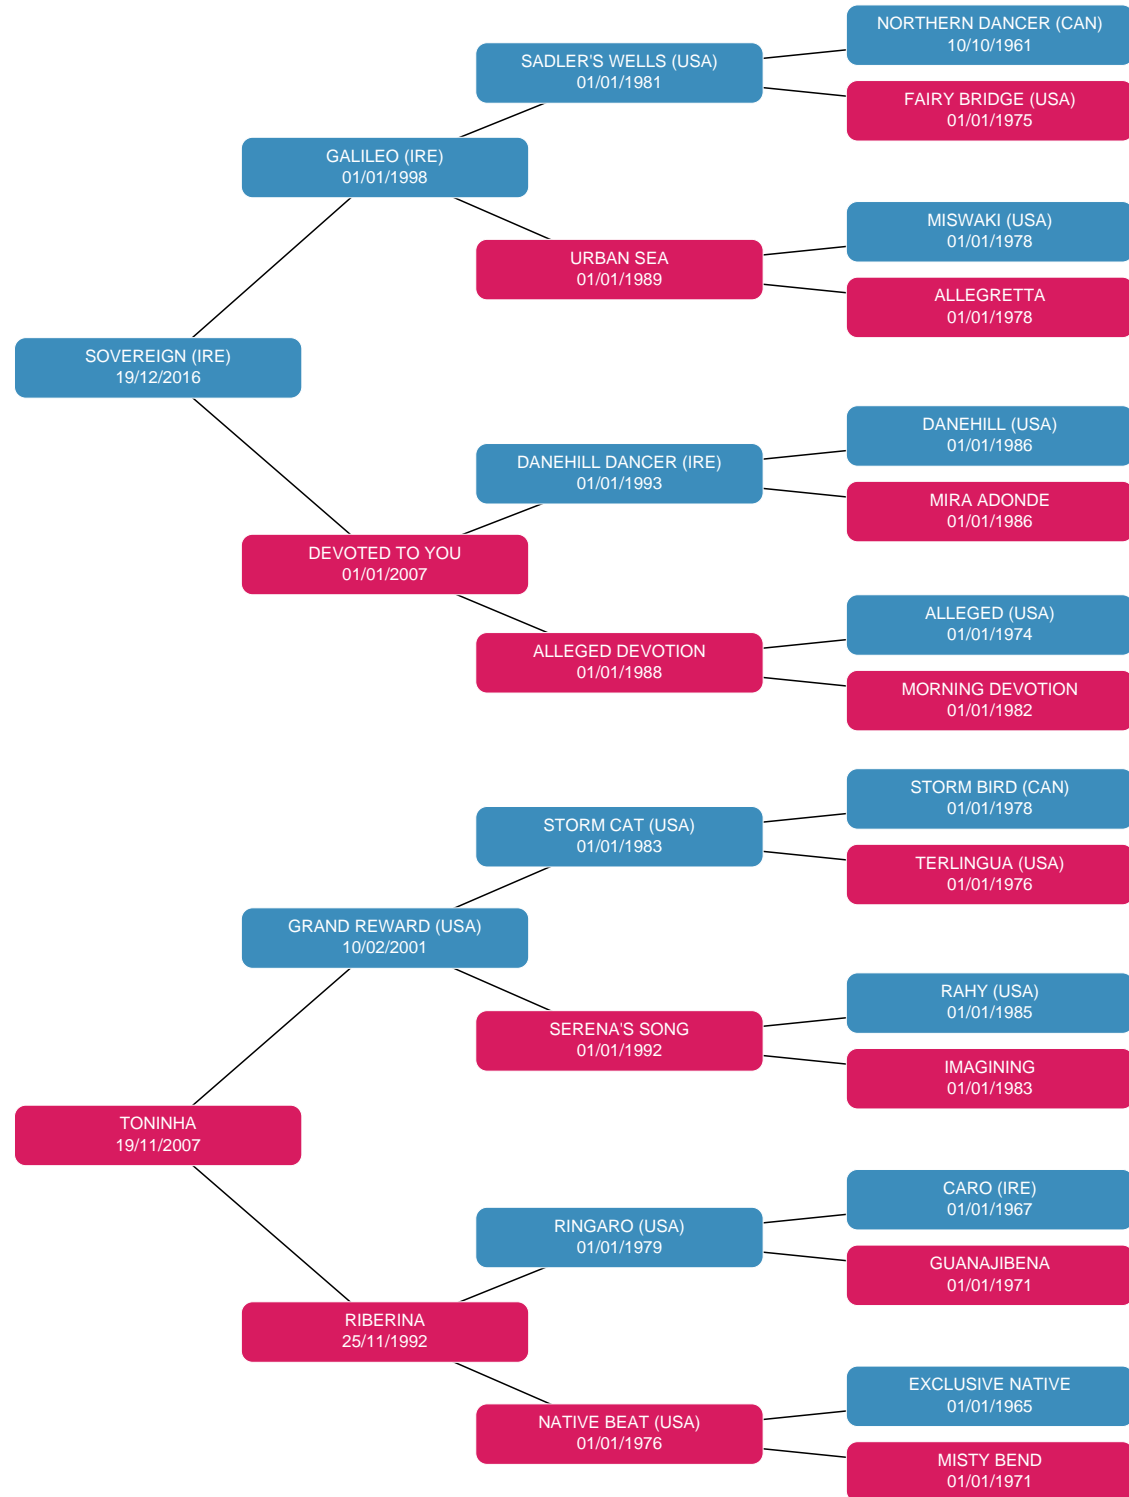 NORTHERN DANCER (CAN)
10/10/1961
SADLER'S WELLS (USA)
01/01/1981
FAIRY BRIDGE (USA)
01/01/1975
GALILEO (IRE)
01/01/1998
MISWAKI (USA)
01/01/1978
URBAN SEA
01/01/1989
ALLEGRETTA
01/01/1978
SOVEREIGN (IRE)
19/12/2016
DANEHILL (USA)
01/01/1986
DANEHILL DANCER (IRE)
01/01/1993
MIRA ADONDE
01/01/1986
DEVOTED TO YOU
01/01/2007
ALLEGED (USA)
01/01/1974
ALLEGED DEVOTION
01/01/1988
MORNING DEVOTION
01/01/1982
STORM BIRD (CAN)
01/01/1978
STORM CAT (USA)
01/01/1983
TERLINGUA (USA)
01/01/1976
GRAND REWARD (USA)
10/02/2001
RAHY (USA)
01/01/1985
SERENA'S SONG
01/01/1992
IMAGINING
01/01/1983
TONINHA
19/11/2007
CARO (IRE)
01/01/1967
RINGARO (USA)
01/01/1979
GUANAJIBENA
01/01/1971
RIBERINA
25/11/1992
EXCLUSIVE NATIVE
01/01/1965
NATIVE BEAT (USA)
01/01/1976
MISTY BEND
01/01/1971